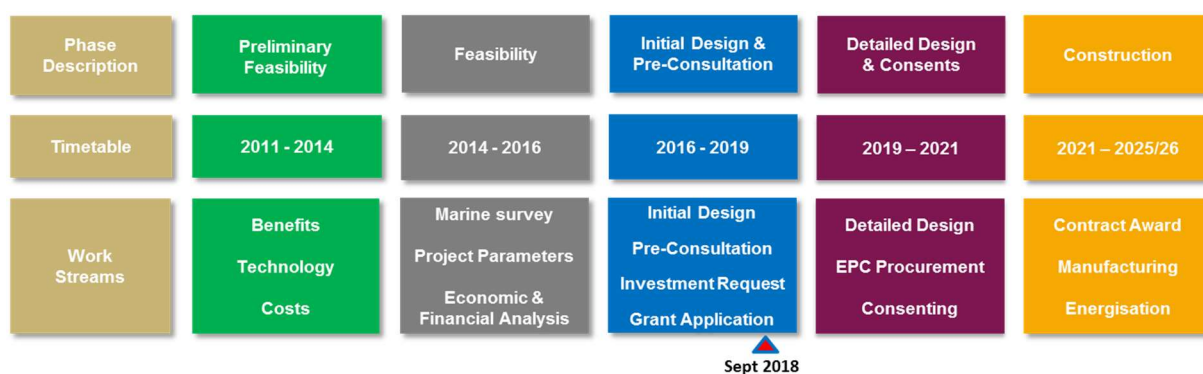 Phase
Description
Preliminary
Feasibility
Feasibility
Initial Design &
Pre-Consultation
Detailed Design
& Consents
Construction
Timetable
2011 - 2014
2014 - 2016
2016 - 2019
2019 – 2021
2021 – 2025/26
Work
Streams
Benefits
Technology
Costs
Marine survey
Project Parameters
Economic &
Financial Analysis
Initial Design
Pre-Consultation
Investment Request
Grant Application
Detailed Design
EPC Procurement
Consenting
Contract Award
Manufacturing
Energisation
Sept 2018